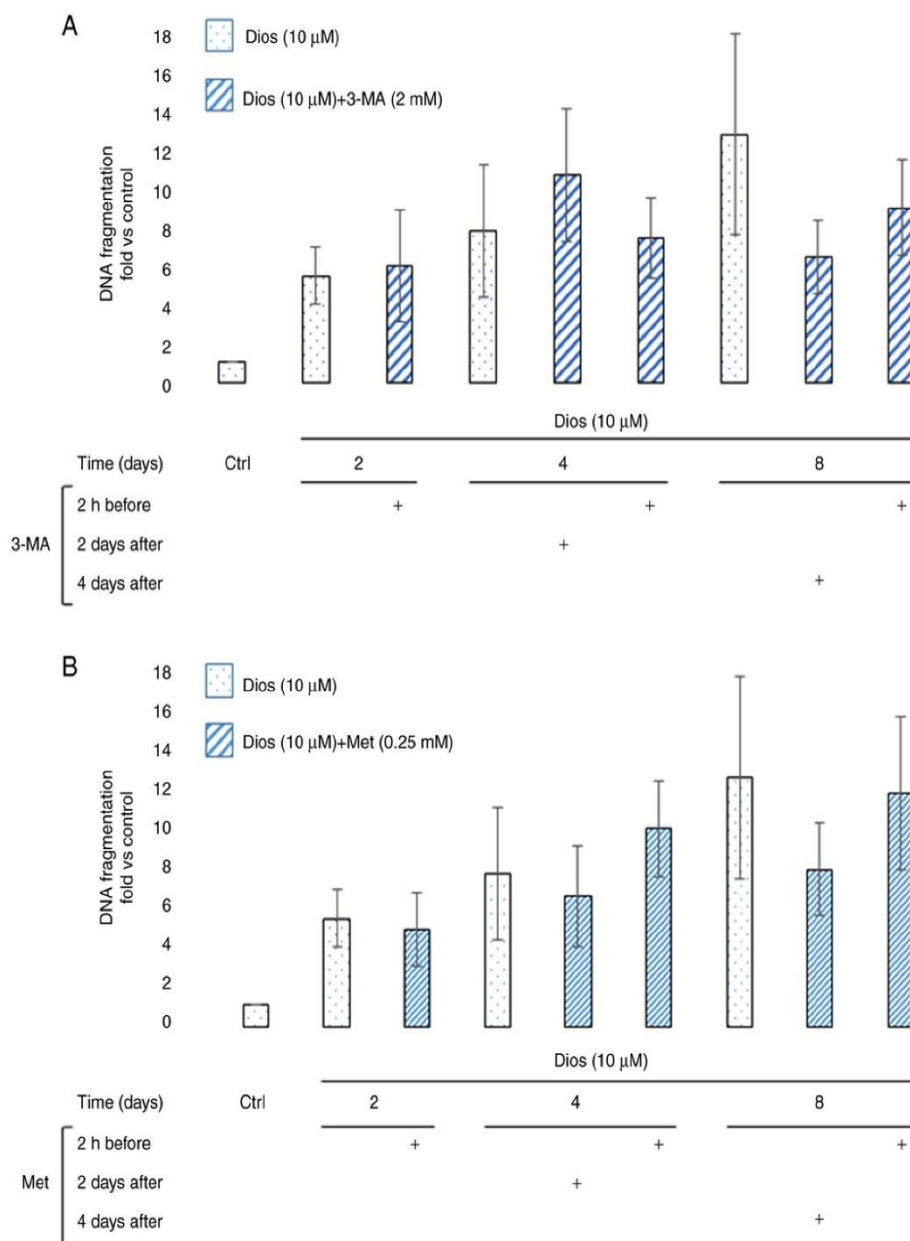 A
Dios (10 µM)
Dios (10 µM)+3-MA (2 mM)
DNA fragmentation
fold vs control
18
16
14
12
10
8
6
4
2
0
Dios (10 µM)
Time (days) Ctrl 2 4 8
3-MA
2 h before + + +
2 days after +
4 days after +
B
Dios (10 µM)
Dios (10 µM)+Met (0.25 mM)
DNA fragmentation
fold vs control
18
16
14
12
10
8
6
4
2
0
Dios (10 µM)
Time (days) Ctrl 2 4 8
Met
2 h before + + +
2 days after +
4 days after +